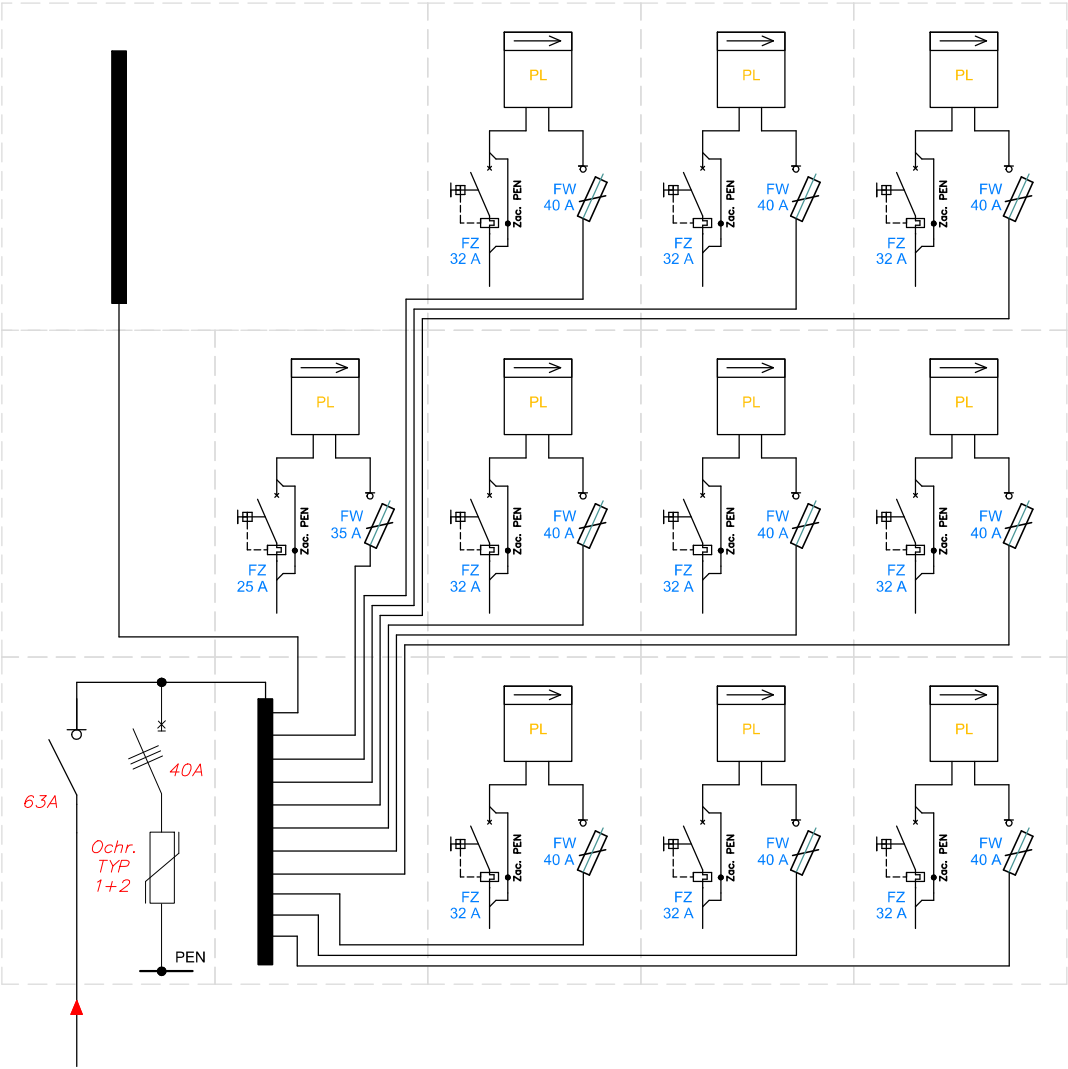 PL
PL
PL
Zac. PEN
FW
40 A
FZ
32 A
Zac. PEN
FW
40 A
FZ
32 A
Zac. PEN
FW
40 A
FZ
32 A
PL
PL
PL
PL
Zac. PEN
FW
35 A
FZ
25 A
Zac. PEN
FW
40 A
FZ
32 A
Zac. PEN
FW
40 A
FZ
32 A
Zac. PEN
FW
40 A
FZ
32 A
63A
40A
Ochr.
TYP
1+2
PEN
PL
PL
PL
Zac. PEN
FW
40 A
FZ
32 A
Zac. PEN
FW
40 A
FZ
32 A
Zac. PEN
FW
40 A
FZ
32 A